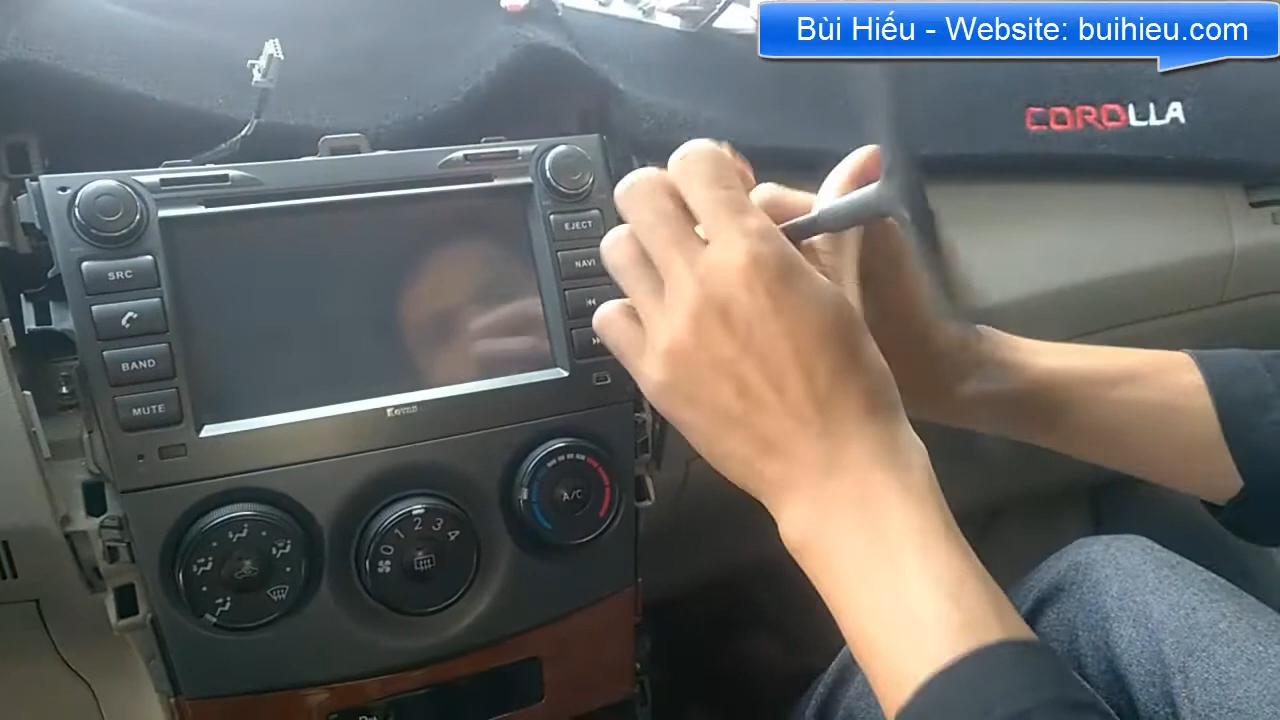 Bùi Hiếu - Website: buihieu.com
COROLLA
EJECT
SRC
NAVI
BAND
MUTE
A/C
0 1 2 3 4